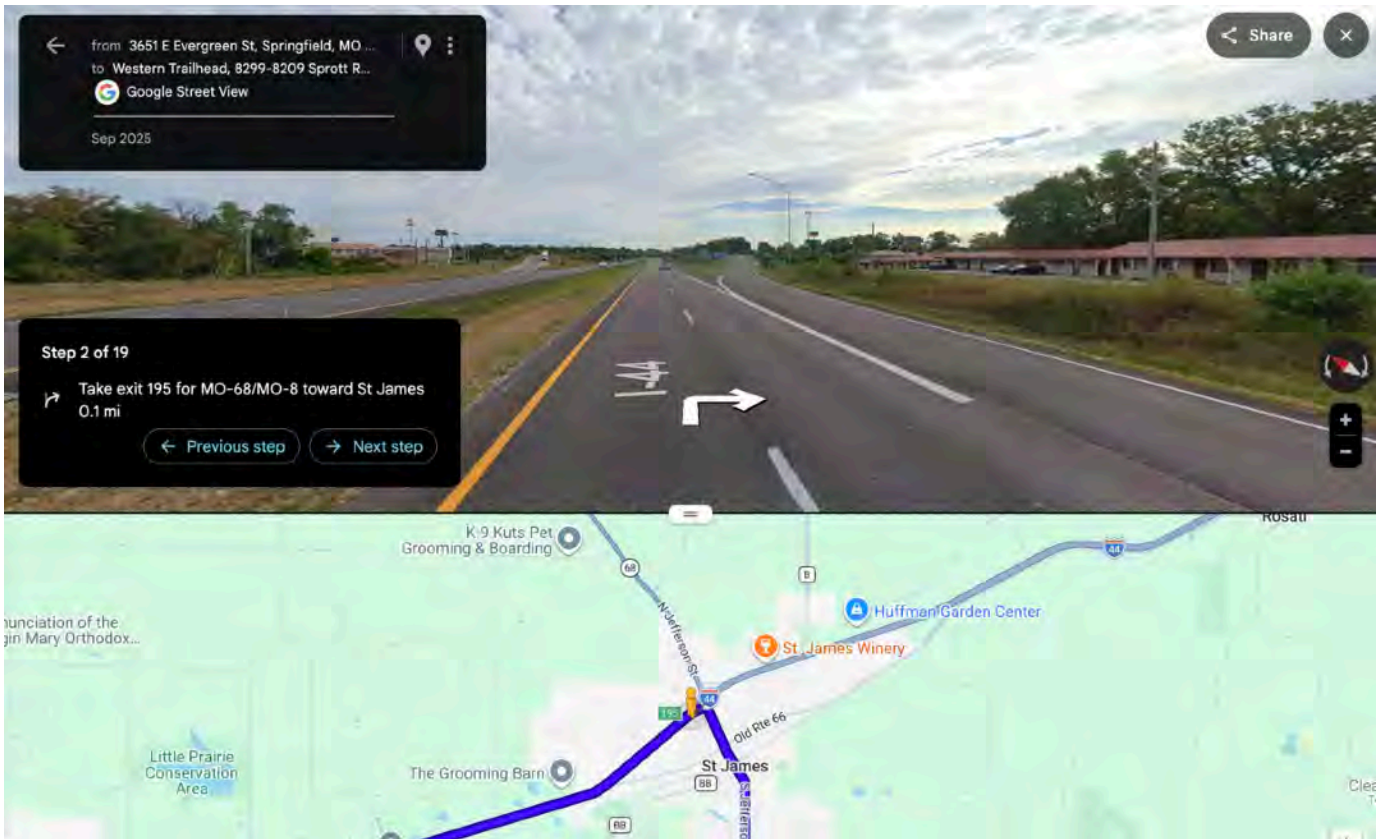 from 3651 E Evergreen St, Springfield, MO ...
to Western Trailhead, 8299-8209 Sprott R...
Google Street View
Sep 2025
Share
Step 2 of 19
Take exit 195 for MO-68/MO-8 toward St James
0.1 mi
Previous step
Next step
I-44
K-9 Kuts Pet
Grooming & Boarding
68
N Jefferson St
B
44
Rosati
Huffman Garden Center
St. James Winery
nunciation of the
gin Mary Orthodox...
195
44
Old Rte 66
Little Prairie
Conservation
Area
The Grooming Barn
St James
BB
S Jefferso
BB
Clea